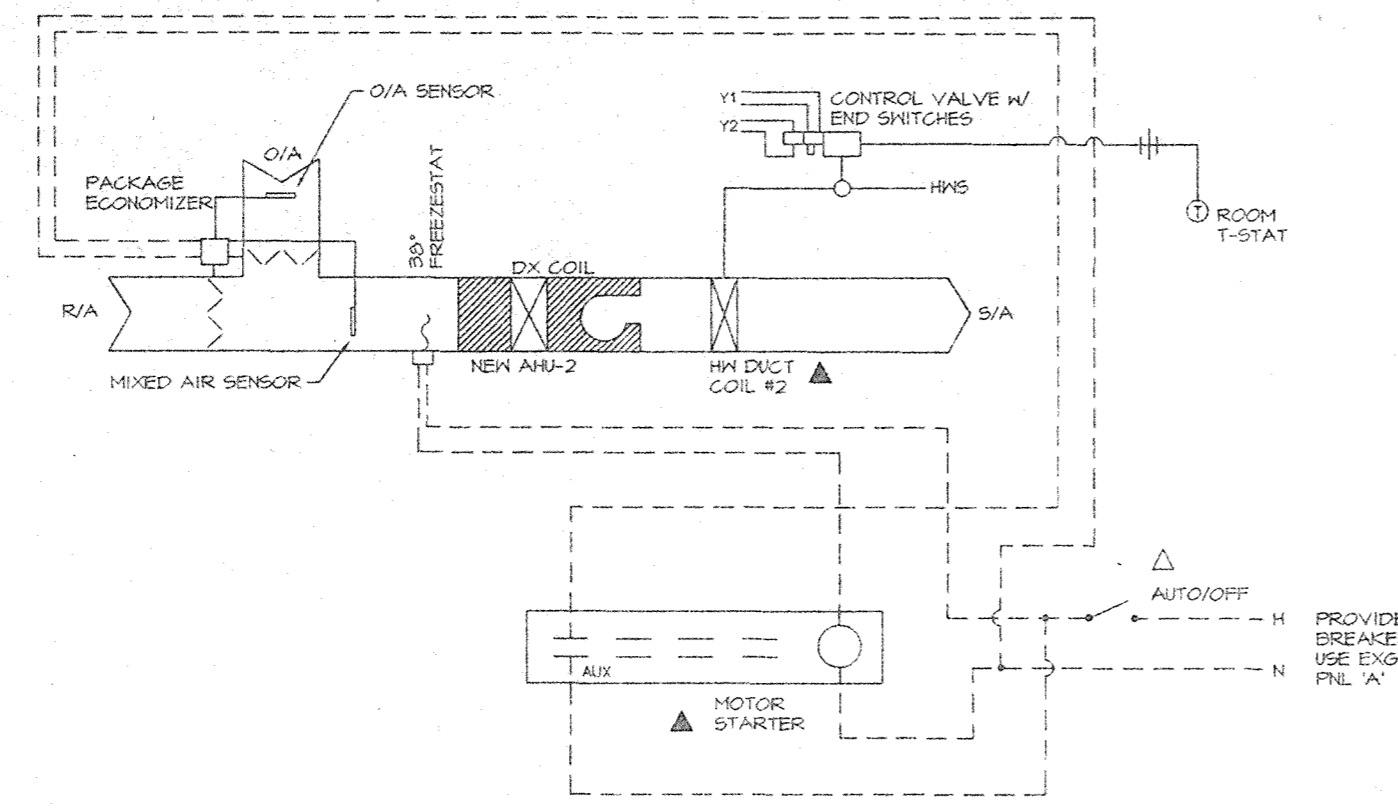 O/A SENSOR
O/A
PACKAGE
ECONOMIZER
38°
FREEZESTAT
Y1
Y2
CONTROL VALVE W/
END SWITCHES
HWS
T
ROOM
T-STAT
R/A
DX COIL
S/A
MIXED AIR SENSOR
NEW AHU-2
HW DUCT
COIL #2
AUTO/OFF
H
N
PROVIDE
BREAKE
USE EXG
PNL 'A'
AUX
MOTOR
STARTER